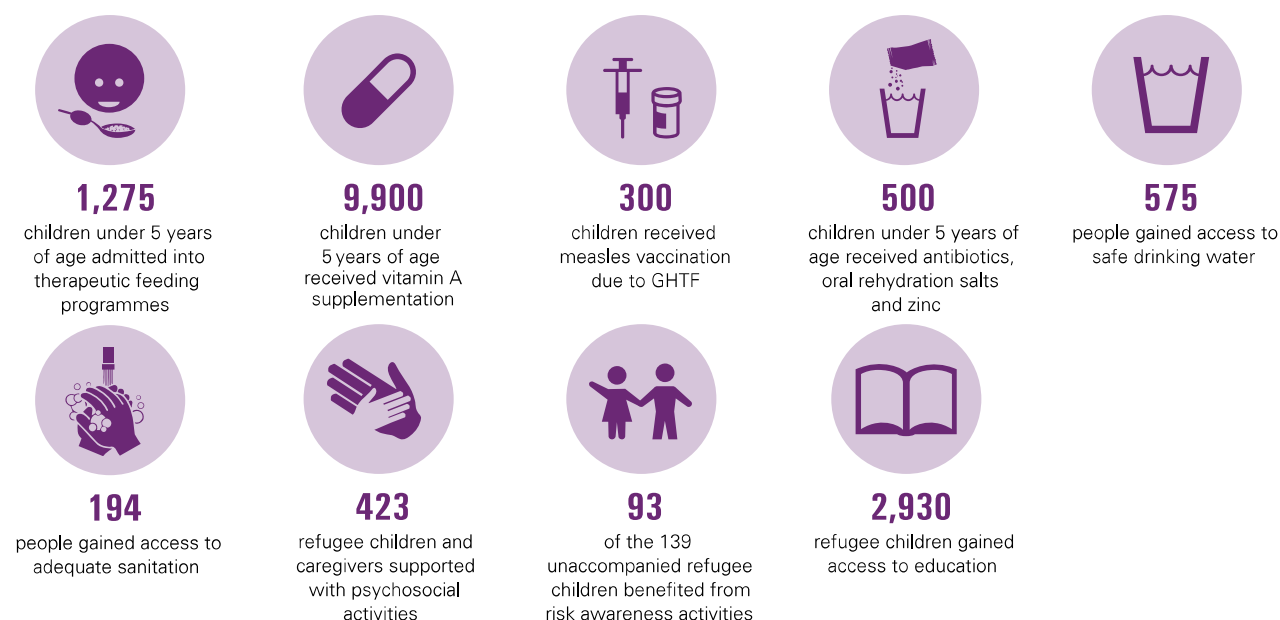 1,275
children under 5 years
of age admitted into
therapeutic feeding
programmes
9,900
children under
5 years of age
received vitamin A
supplementation
300
children received
measles vaccination
due to GHTF
500
children under 5 years of
age received antibiotics,
oral rehydration salts
and zinc
575
people gained access to
safe drinking water
194
people gained access to
adequate sanitation
423
refugee children and
caregivers supported
with psychosocial
activities
93
of the 139
unaccompanied refugee
children benefited from
risk awareness activities
2,930
refugee children gained
access to education